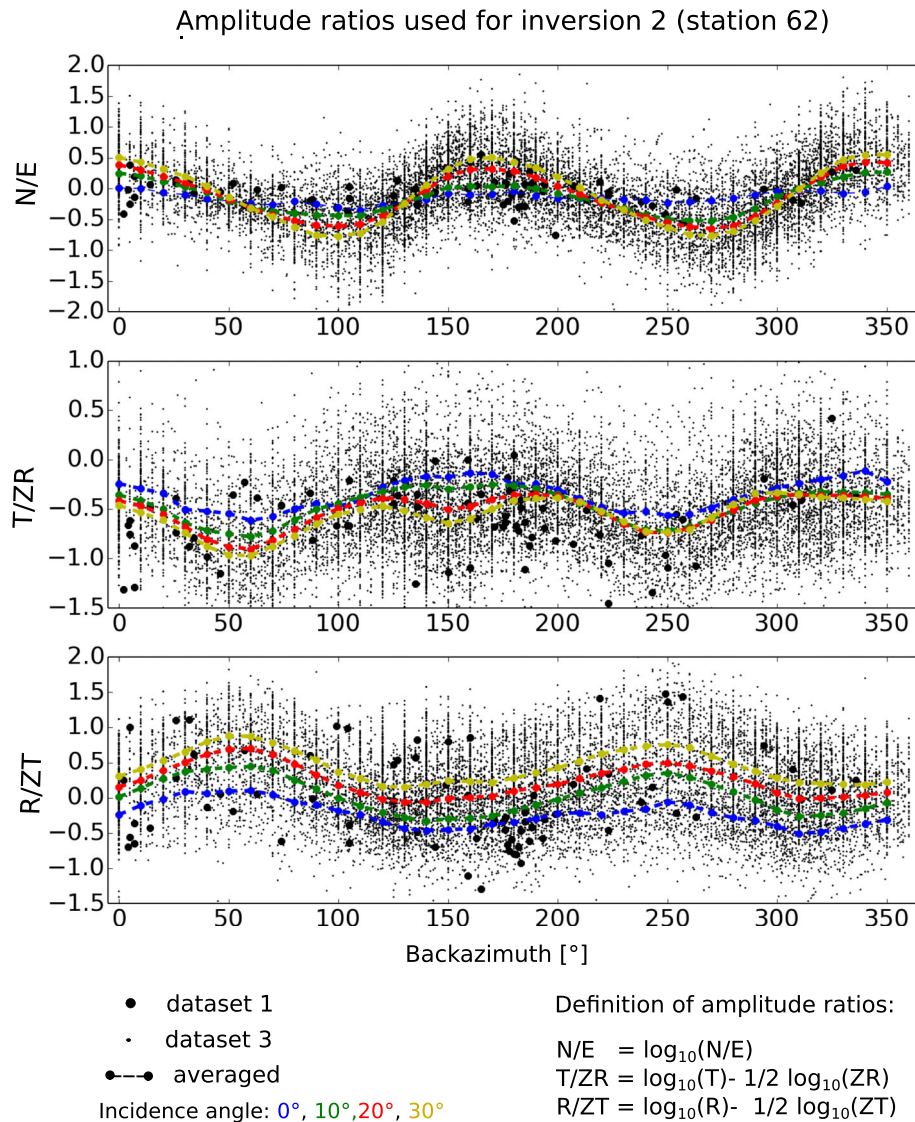 Amplitude ratios used for inversion 2 (station 62)
2.0
1.5
1.0
0.5
0.0
−0.5
−1.0
−1.5
−2.0
N/E
0 50 100 150 200 250 300 350
1.0
0.5
0.0
−0.5
−1.0
−1.5
T/ZR
0 50 100 150 200 250 300 350
2.0
1.5
1.0
0.5
0.0
−0.5
−1.0
−1.5
R/ZT
0 50 100 150 200 250 300 350
Backazimuth [°]
dataset 1
dataset 3
averaged
Incidence angle: 0°, 10°,20°, 30°
Definition of amplitude ratios:
N/E = log₁₀(N/E)
T/ZR = log₁₀(T)- 1/2 log₁₀(ZR)
R/ZT = log₁₀(R)- 1/2 log₁₀(ZT)